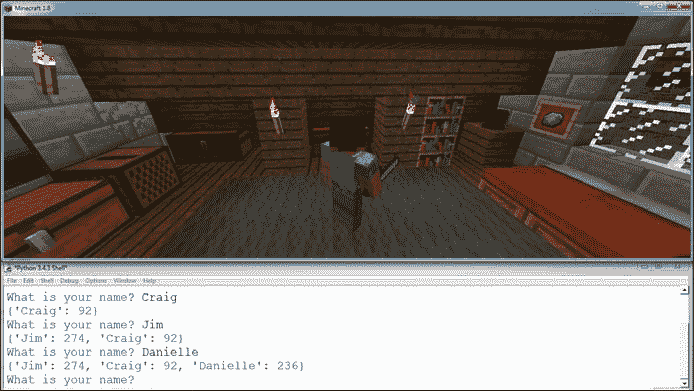 Minecraft 1.8
*Python 3.4.3 Shell*
File Edit Shell Debug Options Window Help
What is your name? Craig
{'Craig': 92}
What is your name? Jim
{'Jim': 274, 'Craig': 92}
What is your name? Danielle
{'Jim': 274, 'Craig': 92, 'Danielle': 236}
What is your name?